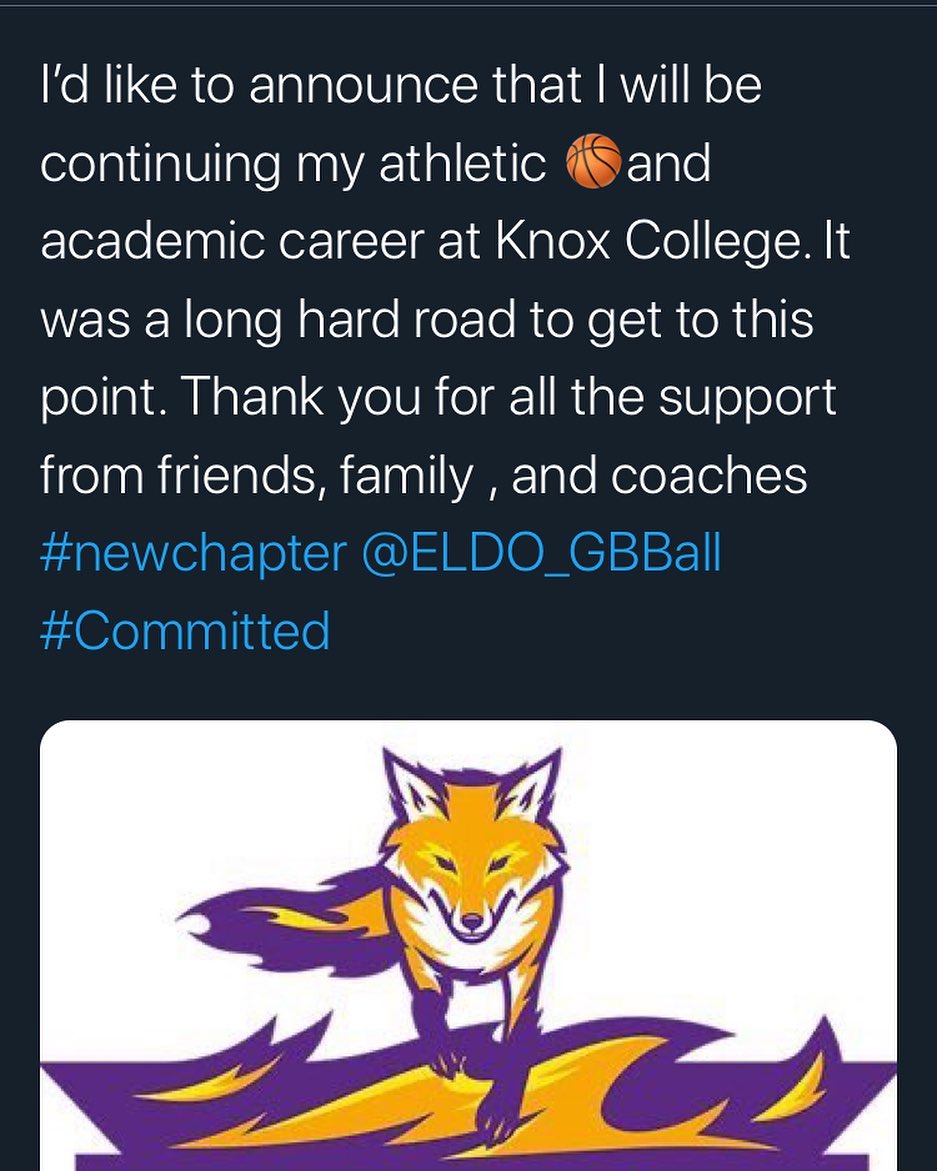 I’d like to announce that I will be
continuing my athletic 🏀and
academic career at Knox College. It
was a long hard road to get to this
point. Thank you for all the support
from friends, family , and coaches
#newchapter @ELDO_GBBall
#Committed